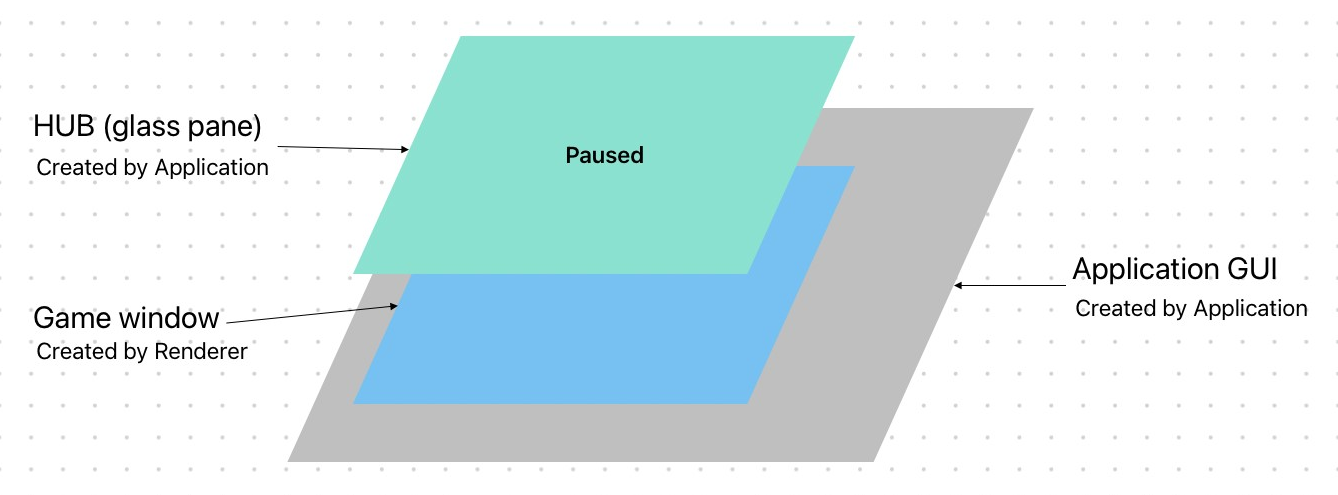 HUB (glass pane)
Created by Application
Paused
Game window
Created by Renderer
Application GUI
Created by Application